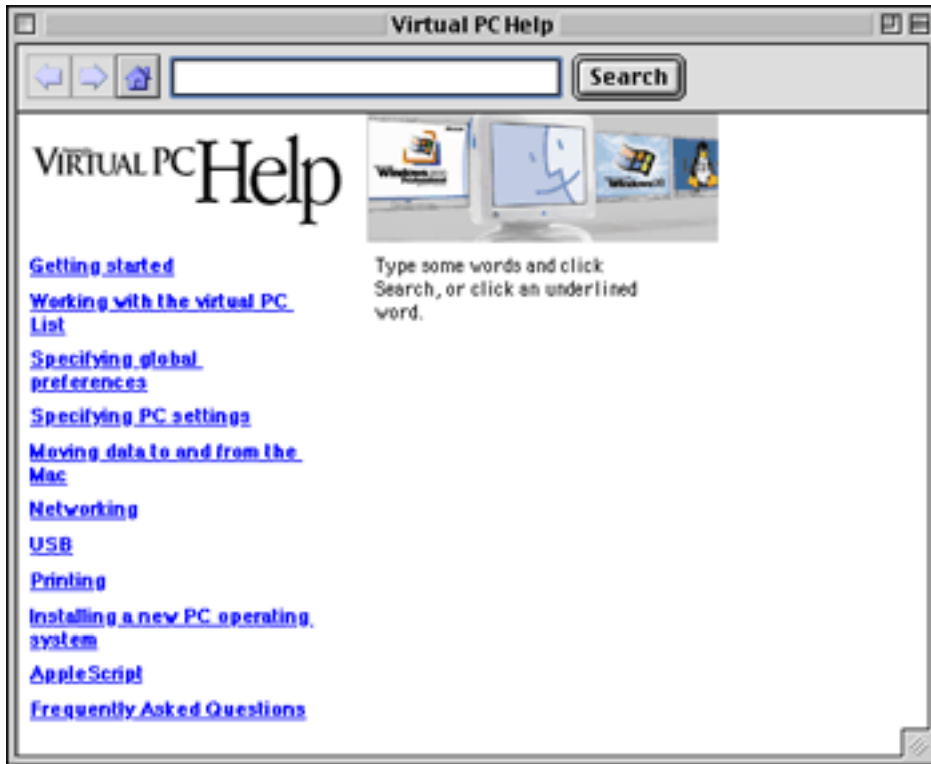 Virtual PC Help
Search
VIRTUAL PC Help
Getting started
Working with the virtual PC
List
Specifying global
preferences
Specifying PC settings
Moving data to and from the
Mac
Networking
USB
Printing
Installing a new PC operating
system
AppleScript
Frequently Asked Questions
Windows
Professional
Type some words and click
Search, or click an underlined
word.